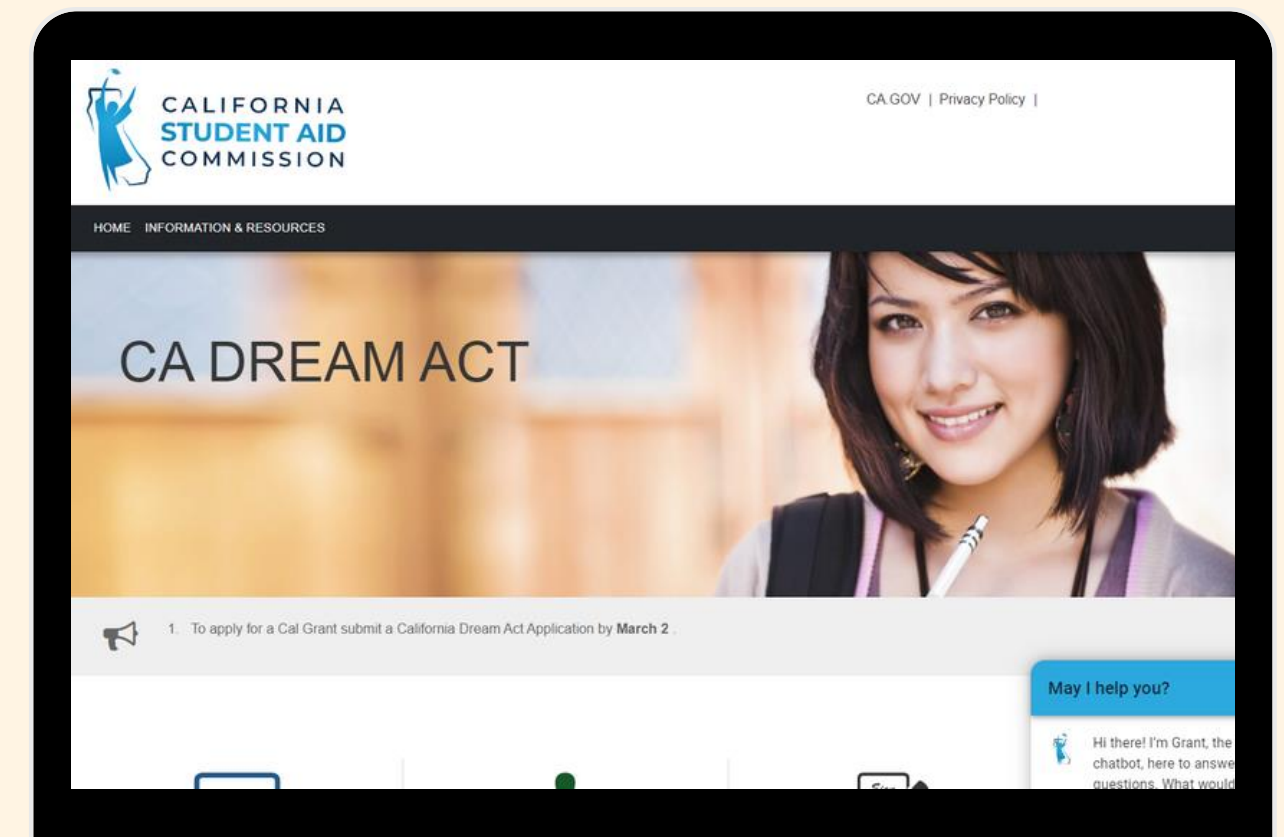 CALIFORNIA
STUDENT AID
COMMISSION
CA.GOV | Privacy Policy |
HOME INFORMATION & RESOURCES
CA DREAM ACT
1. To apply for a Cal Grant submit a California Dream Act Application by March 2 .
May I help you?
Hi there! I'm Grant, the
chatbot, here to answe
questions. What would